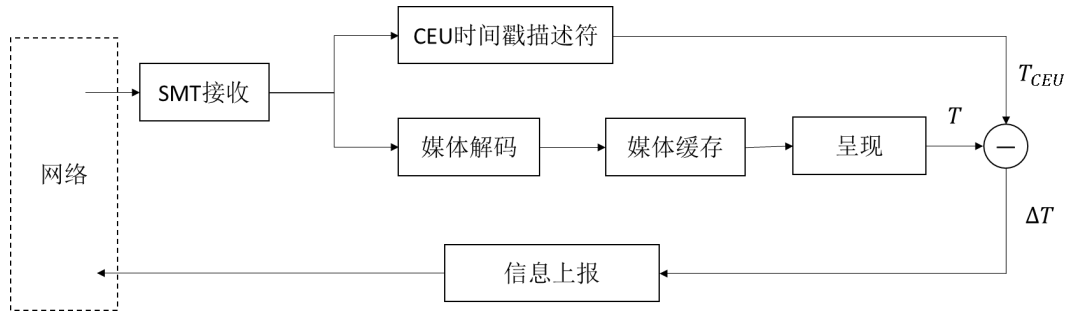 CEU时间戳描述符
SMT接收
T_CEU
媒体解码
媒体缓存
呈现
T
−
网络
ΔT
信息上报